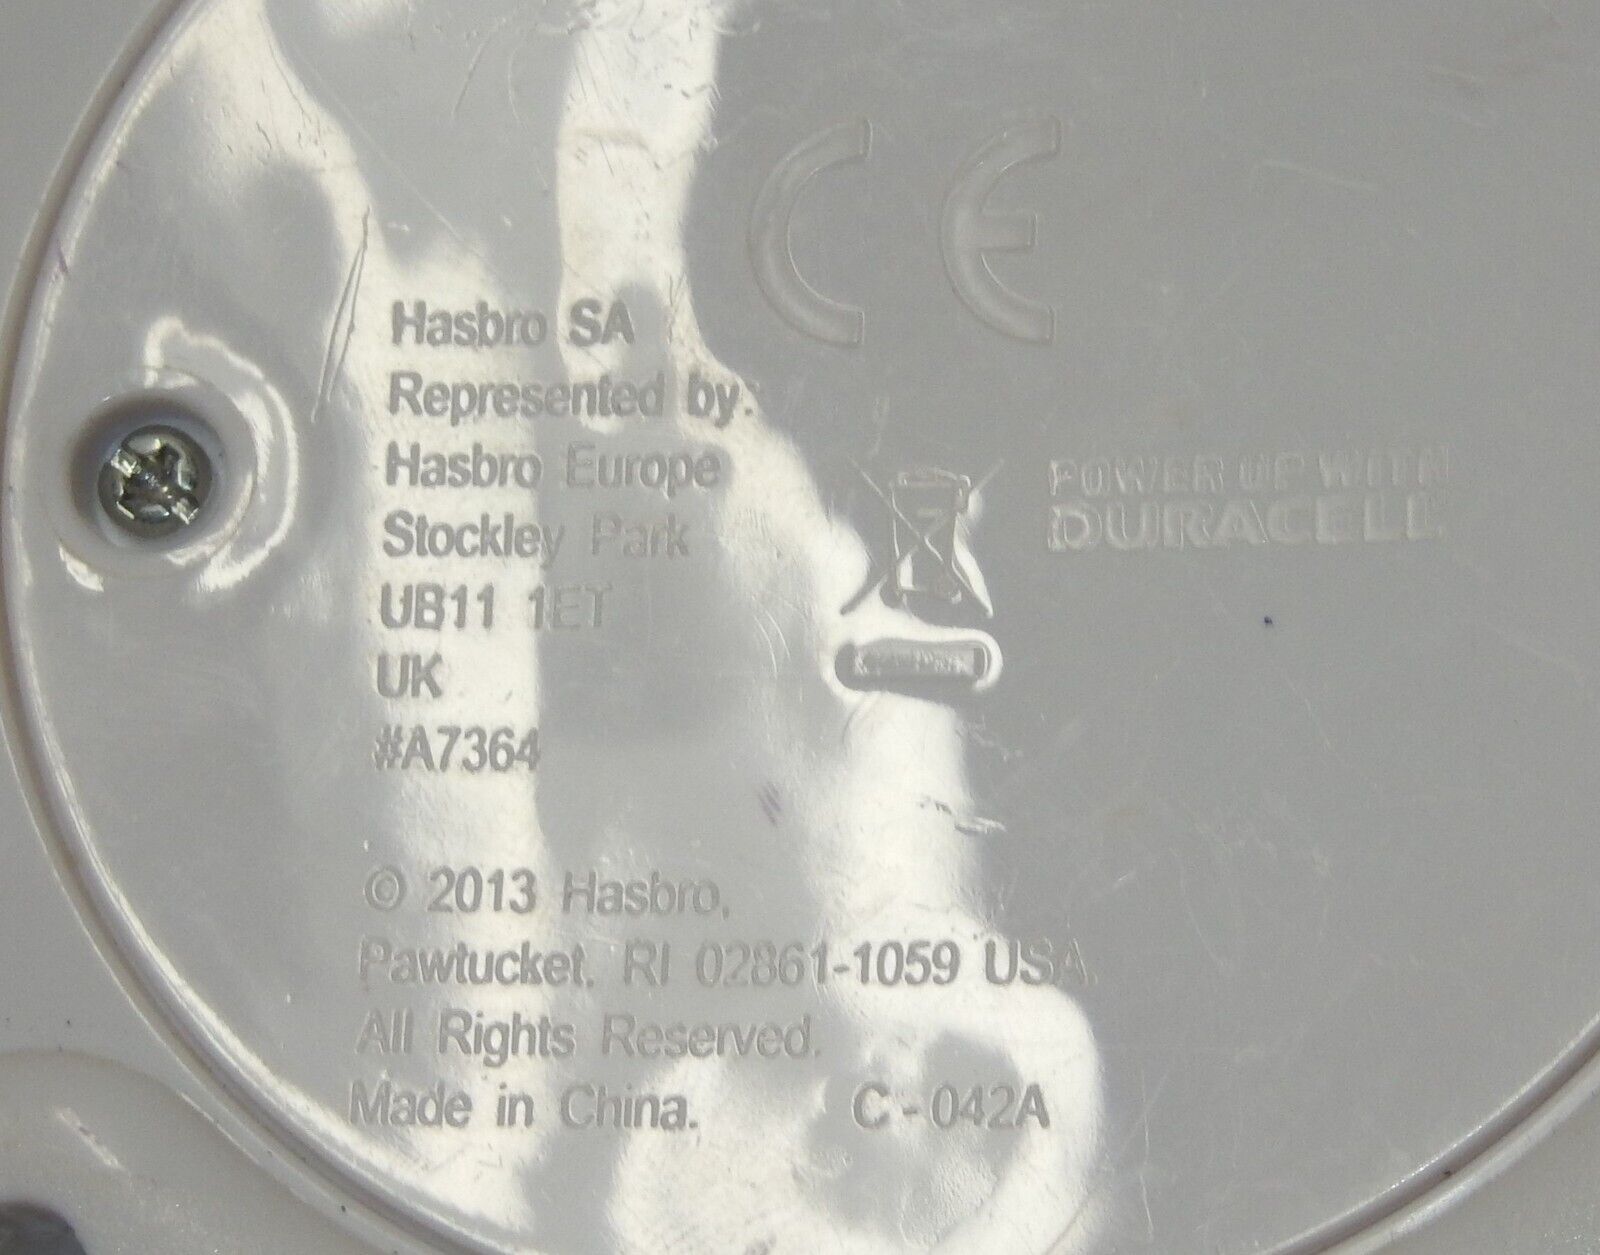 CE
Hasbro SA
Represented by:
Hasbro Europe
Stockley Park
UB11 1ET
UK
#A7364
POWER UP WITH
DURACELL
© 2013 Hasbro,
Pawtucket, RI 02861-1059 USA.
All Rights Reserved.
Made in China. C-042A